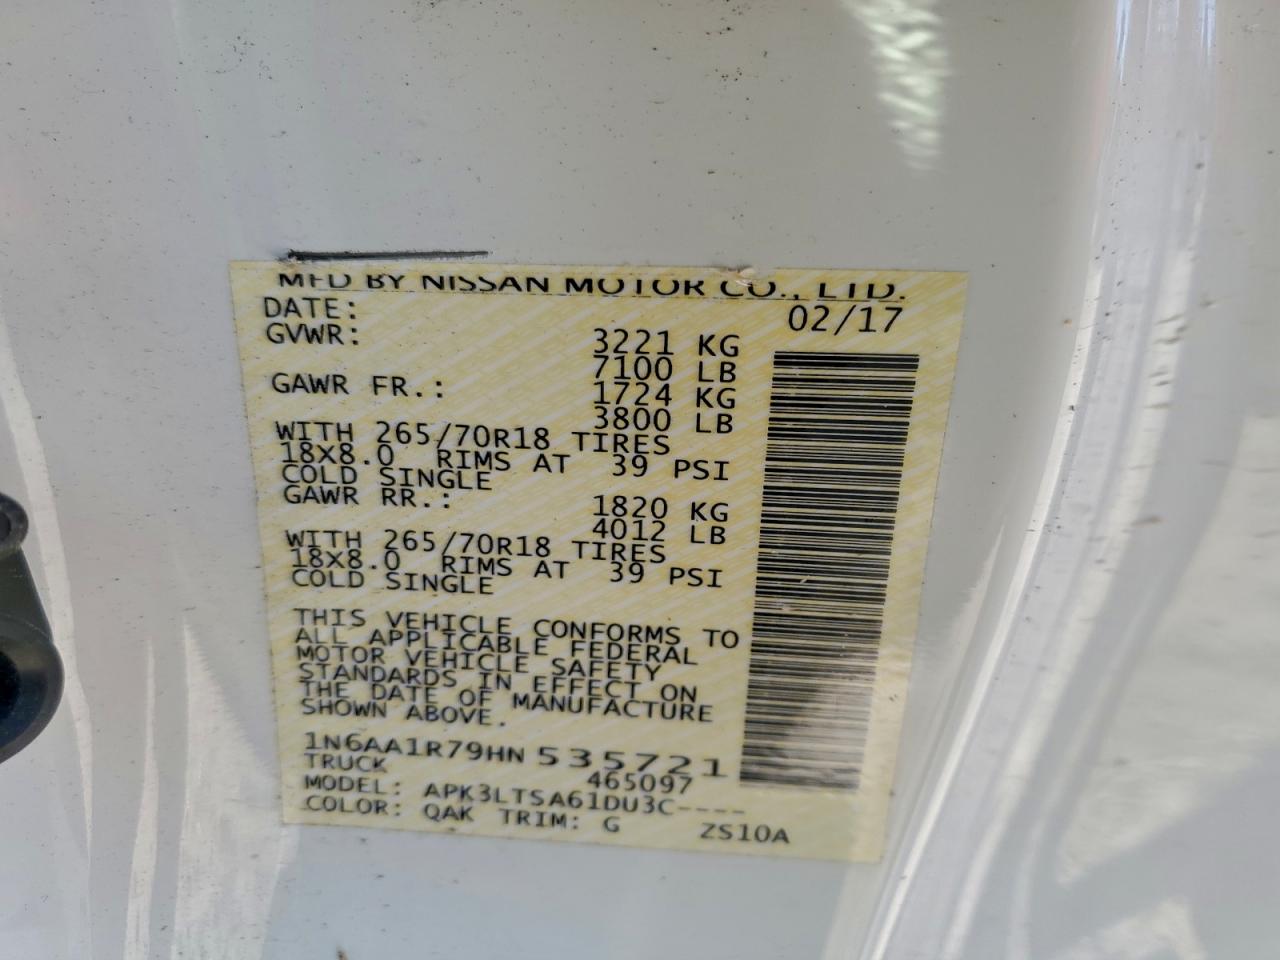 MFD BY NISSAN MOTOR CO., LTD.
DATE: 02/17
GVWR: 3221 KG
7100 LB
GAWR FR.: 1724 KG
3800 LB
WITH 265/70R18 TIRES
18X8.0 RIMS AT 39 PSI
COLD SINGLE
GAWR RR.: 1820 KG
4012 LB
WITH 265/70R18 TIRES
18X8.0 RIMS AT 39 PSI
COLD SINGLE
THIS VEHICLE CONFORMS TO
ALL APPLICABLE FEDERAL
MOTOR VEHICLE SAFETY
STANDARDS IN EFFECT ON
THE DATE OF MANUFACTURE
SHOWN ABOVE.
1N6AA1R79HN 535721
TRUCK 465097
MODEL: APK3LTSA61DU3C----
COLOR: QAK TRIM: G ZS10A